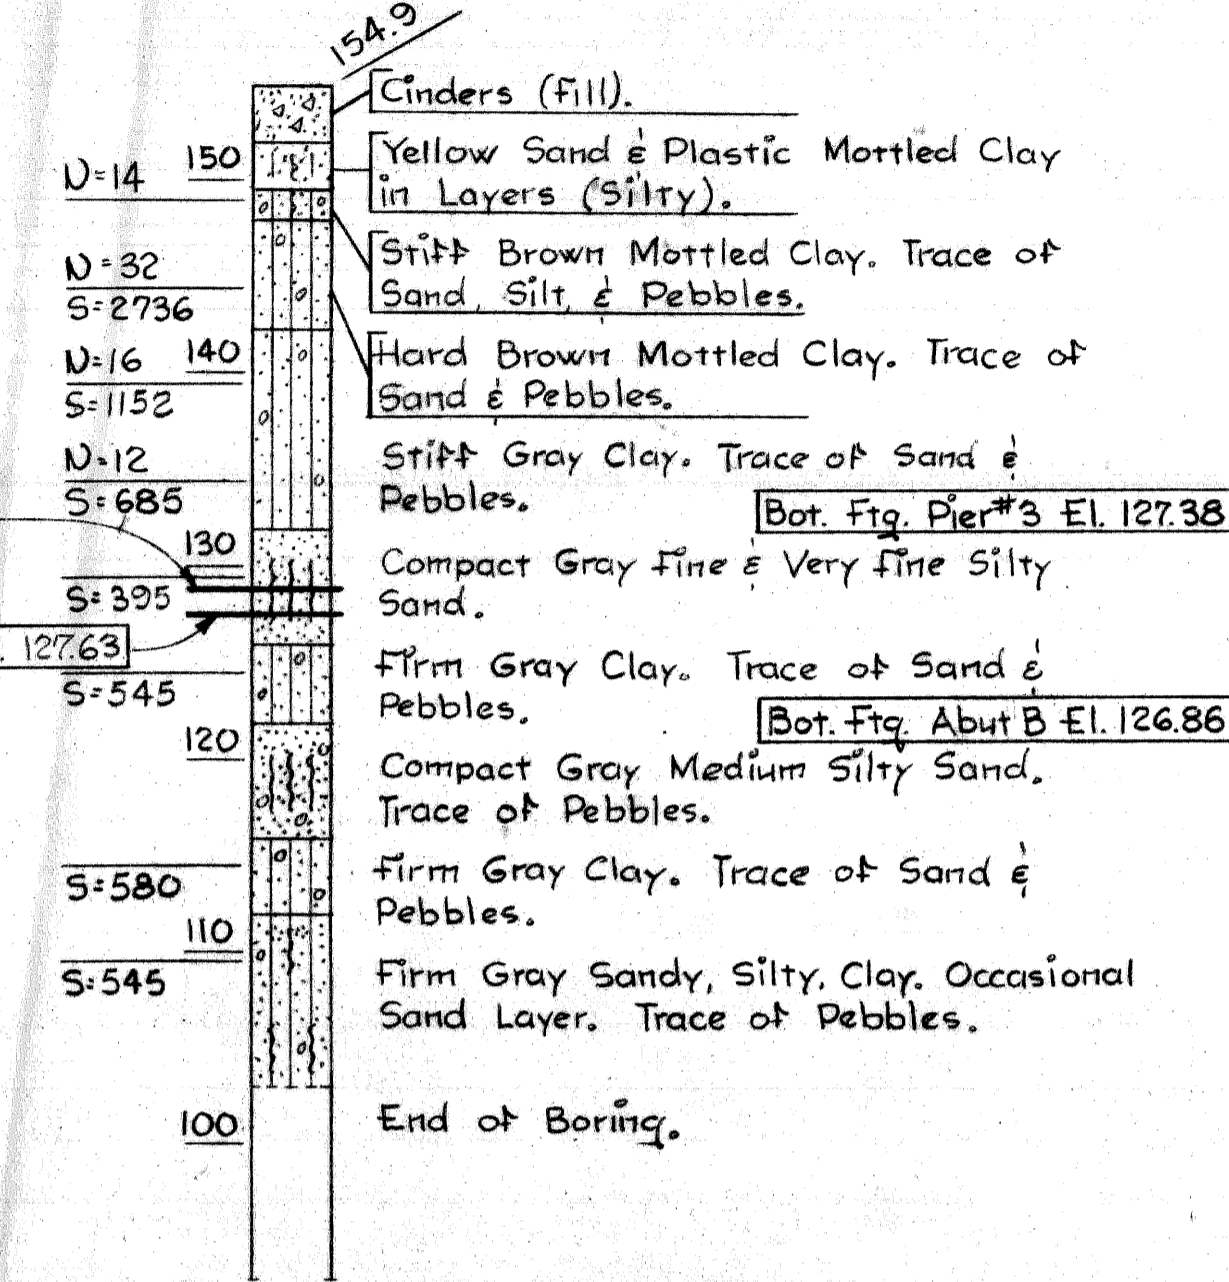 154.9
Cinders (Fill).
Yellow Sand & Plastic Mottled Clay
in Layers (Silty).
N=14 150
Stiff Brown Mottled Clay. Trace of
Sand, Silt, & Pebbles.
N=32
S=2736
Hard Brown Mottled Clay. Trace of
Sand & Pebbles.
N=16 140
S=1152
Stiff Gray Clay. Trace of Sand &
Pebbles.
N=12
S=685
Bot. Ftg. Pier #3 El. 127.38
130
Compact Gray Fine & Very Fine Silty
Sand.
S=395
127.63
Firm Gray Clay. Trace of Sand &
Pebbles.
S=545
Bot. Ftg. Abut B El. 126.86
120
Compact Gray Medium Silty Sand.
Trace of Pebbles.
Firm Gray Clay. Trace of Sand &
Pebbles.
S=580
110
Firm Gray Sandy, Silty, Clay. Occasional
Sand Layer. Trace of Pebbles.
S=545
100
End of Boring.